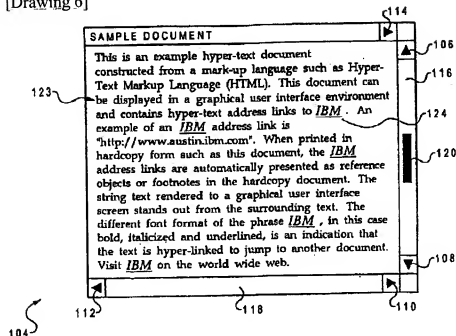 [Drawing 6]
114
SAMPLE DOCUMENT
106
This is an example hyper-text document
constructed from a mark-up language such as Hyper-
116
Text Markup Language (HTML). This document can
123
be displayed in a graphical user interface environment
and contains hyper-text address links to IBM . An
124
example of an IBM address link is
"http://www.austin.ibm.com". When printed in
120
hardcopy form such as this document, the IBM
address links are automatically presented as reference
objects or footnotes in the hardcopy document. The
string text rendered to a graphical user interface
screen stands out from the surrounding text. The
different font format of the phrase IBM , in this case
bold, italicized and underlined, is an indication that
the text is hyper-linked to jump to another document.
Visit IBM on the world wide web.
108
112
118
110
104